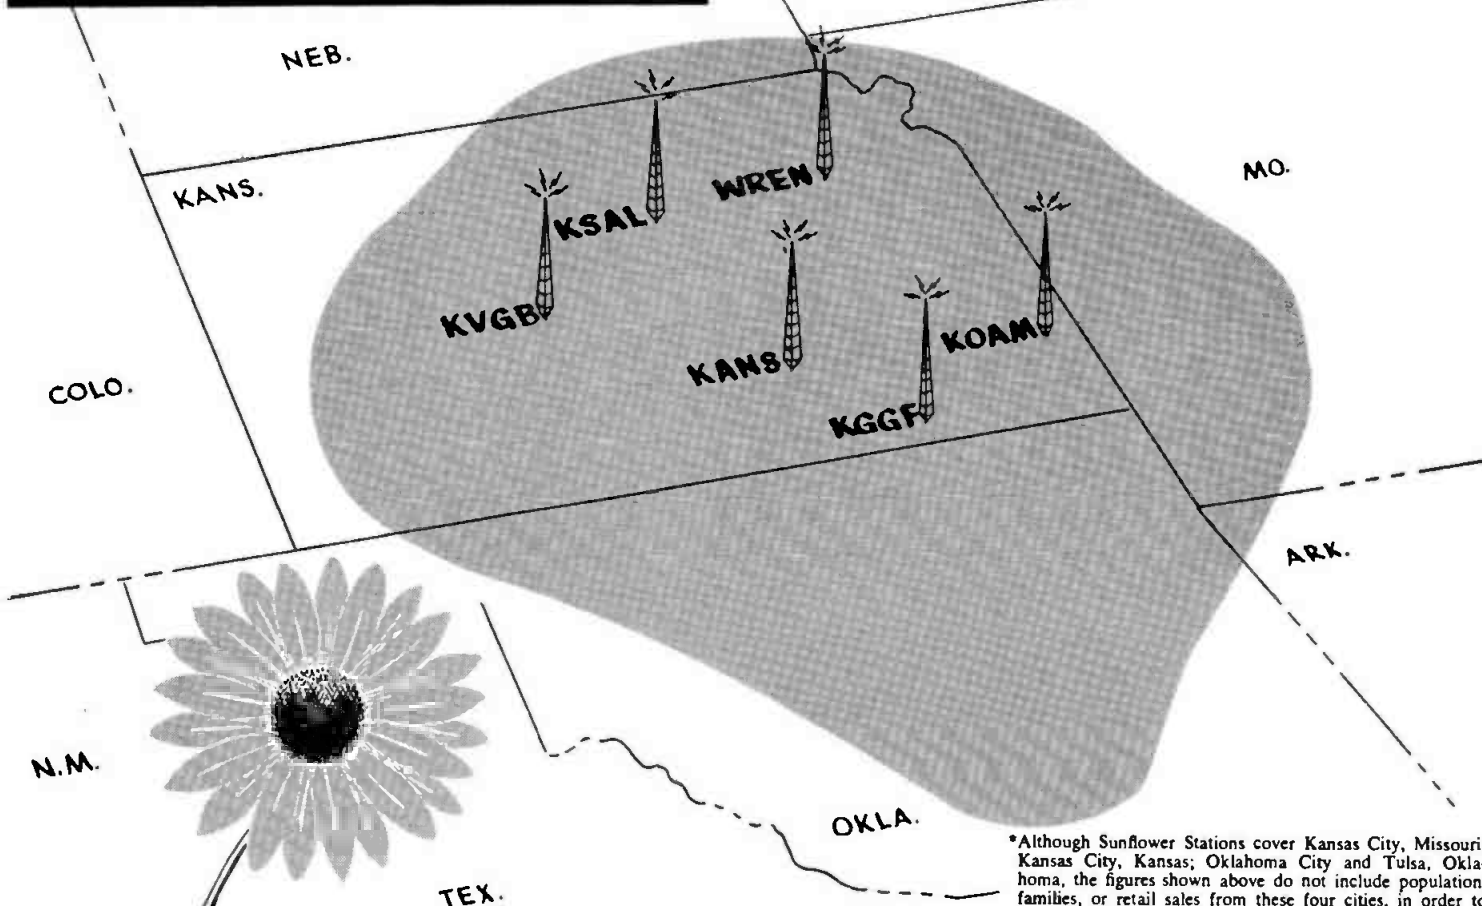 NEB.
MO.
KANS.
WREN
KSAL
KVGB
KOAM
KANS
COLO.
KGGF
ARK.
N.M.
OKLA.
TEX.
*Although Sunflower Stations cover Kansas City, Missouri
Kansas City, Kansas; Oklahoma City and Tulsa, Okla-
homa, the figures shown above do not include population
families, or retail sales from these four cities, in order to